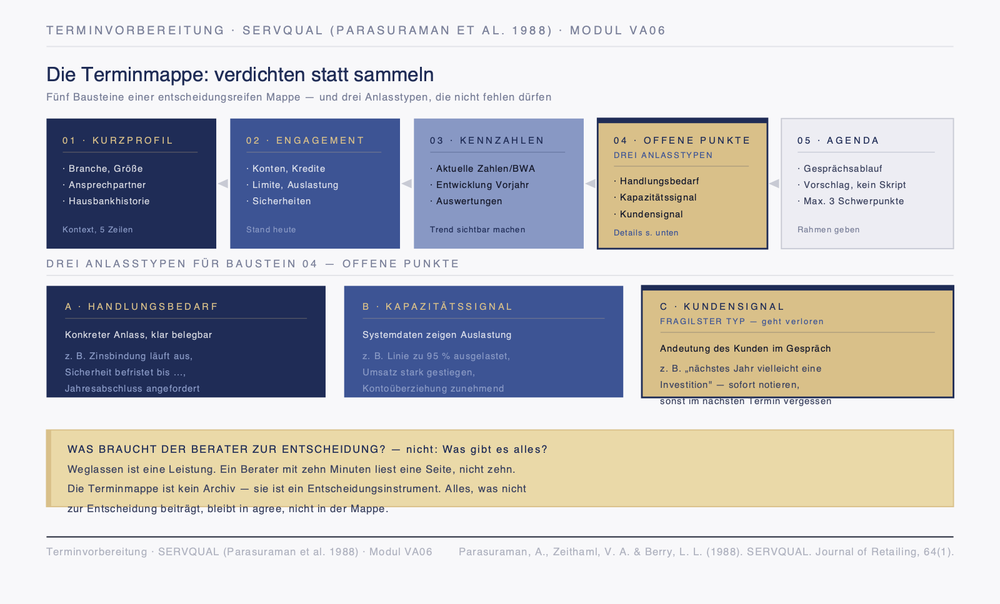 TERMINVORBEREITUNG · SERVQUAL (PARASURAMAN ET AL. 1988) · MODUL VA06
Die Terminmappe: verdichten statt sammeln
Fünf Bausteine einer entscheidungsreifen Mappe — und drei Anlasstypen, die nicht fehlen dürfen
01 · KURZPROFIL
· Branche, Größe
· Ansprechpartner
· Hausbankhistorie
Kontext, 5 Zeilen
02 · ENGAGEMENT
· Konten, Kredite
· Limite, Auslastung
· Sicherheiten
Stand heute
03 · KENNZAHLEN
· Aktuelle Zahlen/BWA
· Entwicklung Vorjahr
· Auswertungen
Trend sichtbar machen
04 · OFFENE PUNKTE
DREI ANLASSTYPEN
· Handlungsbedarf
· Kapazitätssignal
· Kundensignal
Details s. unten
05 · AGENDA
· Gesprächsablauf
· Vorschlag, kein Skript
· Max. 3 Schwerpunkte
Rahmen geben
DREI ANLASSTYPEN FÜR BAUSTEIN 04 — OFFENE PUNKTE
A · HANDLUNGSBEDARF
Konkreter Anlass, klar belegbar
z. B. Zinsbindung läuft aus,
Sicherheit befristet bis ...,
Jahresabschluss angefordert
B · KAPAZITÄTSSIGNAL
Systemdaten zeigen Auslastung
z. B. Linie zu 95 % ausgelastet,
Umsatz stark gestiegen,
Kontoüberziehung zunehmend
C · KUNDENSIGNAL
FRAGILSTER TYP — geht verloren
Andeutung des Kunden im Gespräch
z. B. „nächstes Jahr vielleicht eine
Investition" — sofort notieren,
sonst im nächsten Termin vergessen
WAS BRAUCHT DER BERATER ZUR ENTSCHEIDUNG? — nicht: Was gibt es alles?
Weglassen ist eine Leistung. Ein Berater mit zehn Minuten liest eine Seite, nicht zehn.
Die Terminmappe ist kein Archiv — sie ist ein Entscheidungsinstrument. Alles, was nicht
zur Entscheidung beiträgt, bleibt in agree, nicht in der Mappe.
Terminvorbereitung · SERVQUAL (Parasuraman et al. 1988) · Modul VA06
Parasuraman, A., Zeithaml, V. A. & Berry, L. L. (1988). SERVQUAL. Journal of Retailing, 64(1).